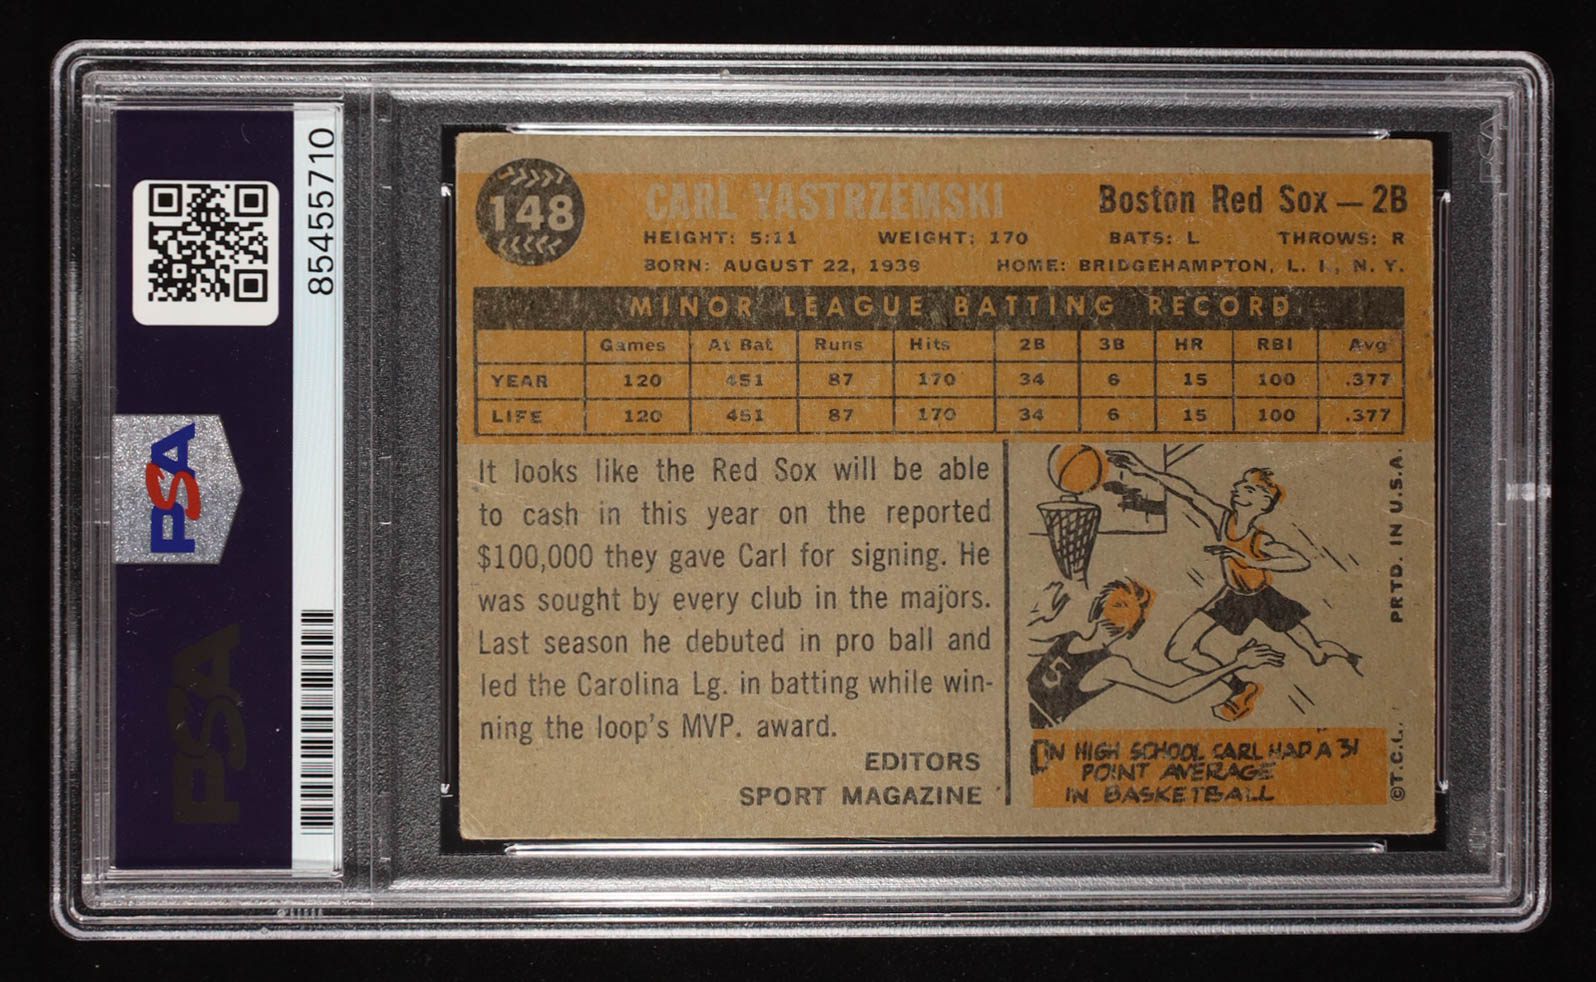 85455710
PSA
PSA
PSA
148
CARL YASTRZEMSKI
Boston Red Sox — 2B
HEIGHT: 5:11 WEIGHT: 170 BATS: L THROWS: R
BORN: AUGUST 22, 1939 HOME: BRIDGEHAMPTON, L. I., N. Y.
MINOR LEAGUE BATTING RECORD
Games At Bat Runs Hits 2B 3B HR RBI Avg
YEAR 120 451 87 170 34 6 15 100 .377
LIFE 120 451 87 170 34 6 15 100 .377
It looks like the Red Sox will be able
to cash in this year on the reported
$100,000 they gave Carl for signing. He
was sought by every club in the majors.
Last season he debuted in pro ball and
led the Carolina Lg. in batting while win-
ning the loop's MVP. award.
EDITORS
SPORT MAGAZINE
5
IN HIGH SCHOOL CARL HAD A 31
POINT AVERAGE
IN BASKETBALL
©T.C.G. PRTD. IN U.S.A.